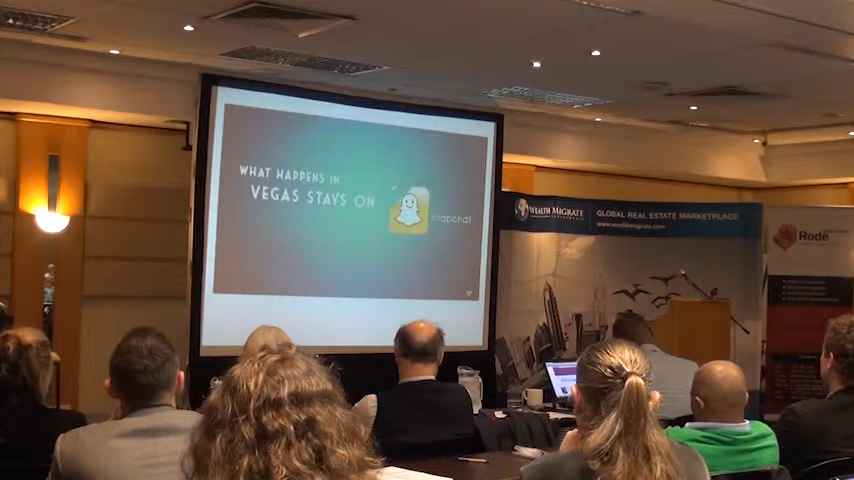 WHAT HAPPENS IN
VEGAS STAYS ON
snapchat
WEALTH MIGRATE
GLOBAL REAL ESTATE MARKETPLACE
www.wealthmigrate.com
Rode